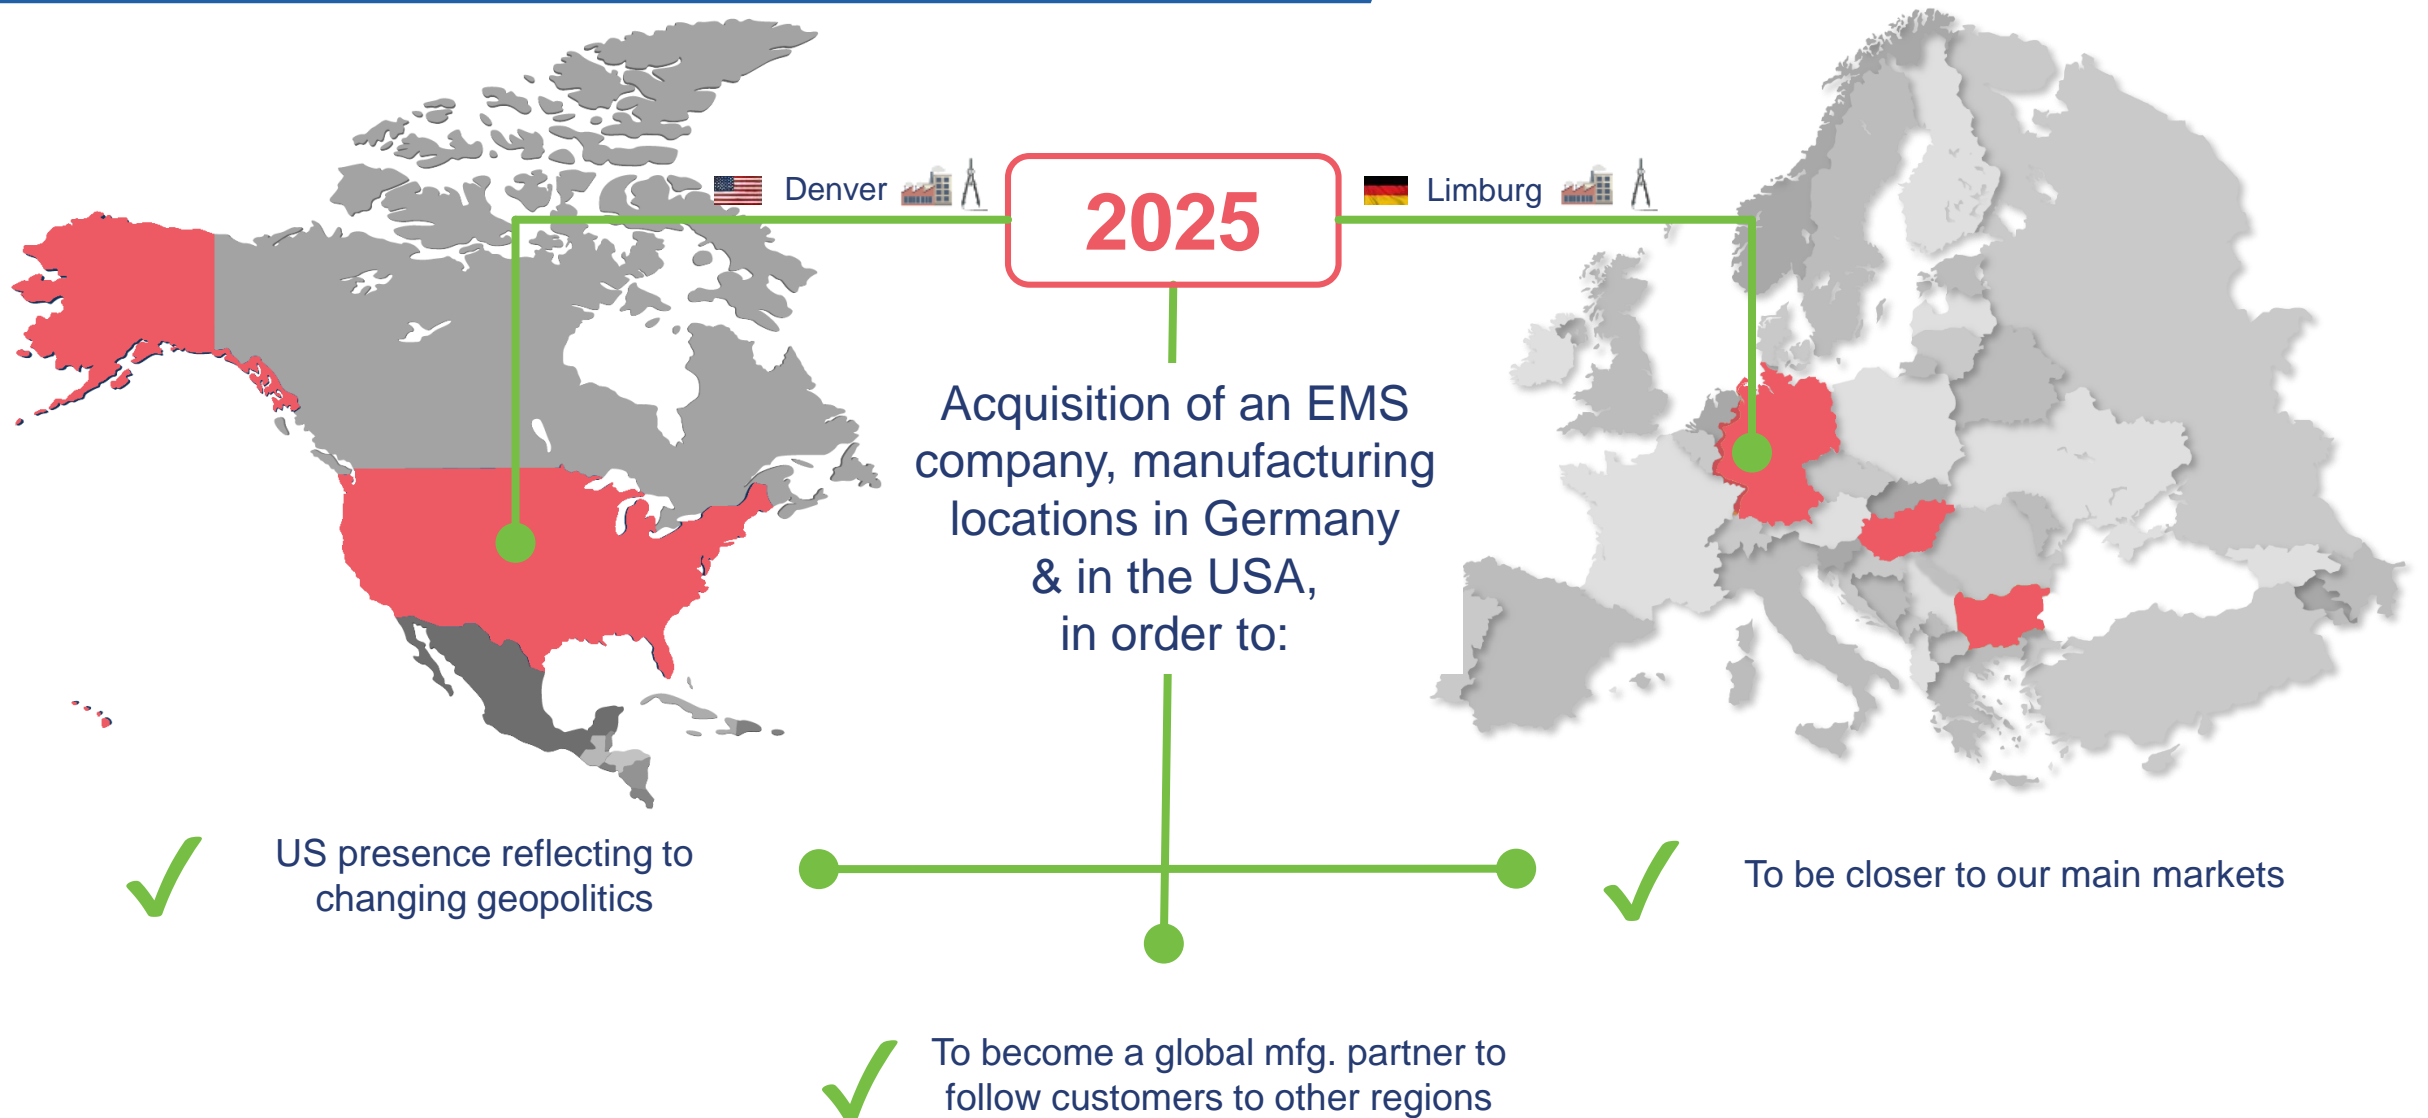 Denver
2025
Limburg
Acquisition of an EMS
company, manufacturing
locations in Germany
& in the USA,
in order to:
US presence reflecting to
changing geopolitics
To be closer to our main markets
To become a global mfg. partner to
follow customers to other regions